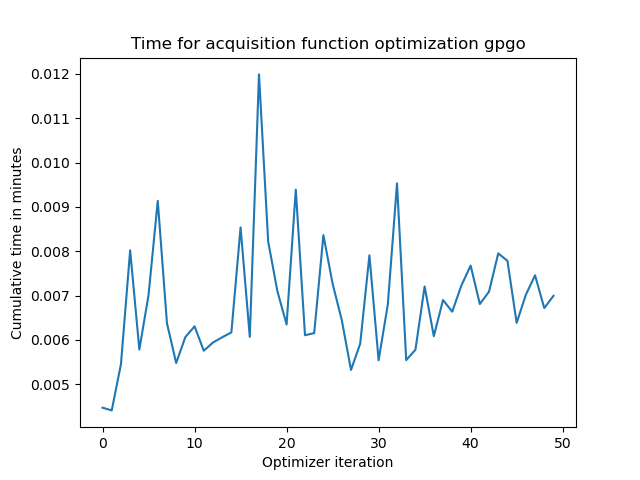 Time for acquisition function optimization gpgo
0.012
0.011
0.010
0.009
0.008
0.007
0.006
0.005
Cumulative time in minutes
0 10 20 30 40 50
Optimizer iteration